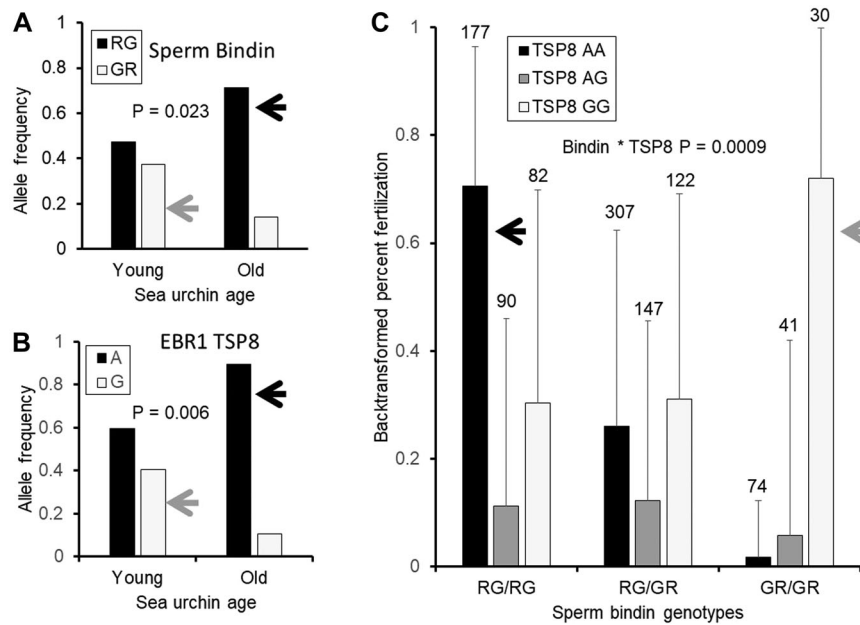 A
Sperm Bindin
RG
GR
P = 0.023
1
0.8
0.6
0.4
0.2
0
Allele frequency
Young Old
Sea urchin age
B
EBR1 TSP8
A
G
P = 0.006
1
0.8
0.6
0.4
0.2
0
Allele frequency
Young Old
Sea urchin age
C
TSP8 AA
TSP8 AG
TSP8 GG
Bindin * TSP8 P = 0.0009
1
0.8
0.6
0.4
0.2
0
Backtransformed percent fertilization
177
90
82
307
147
122
74
41
30
RG/RG RG/GR GR/GR
Sperm bindin genotypes